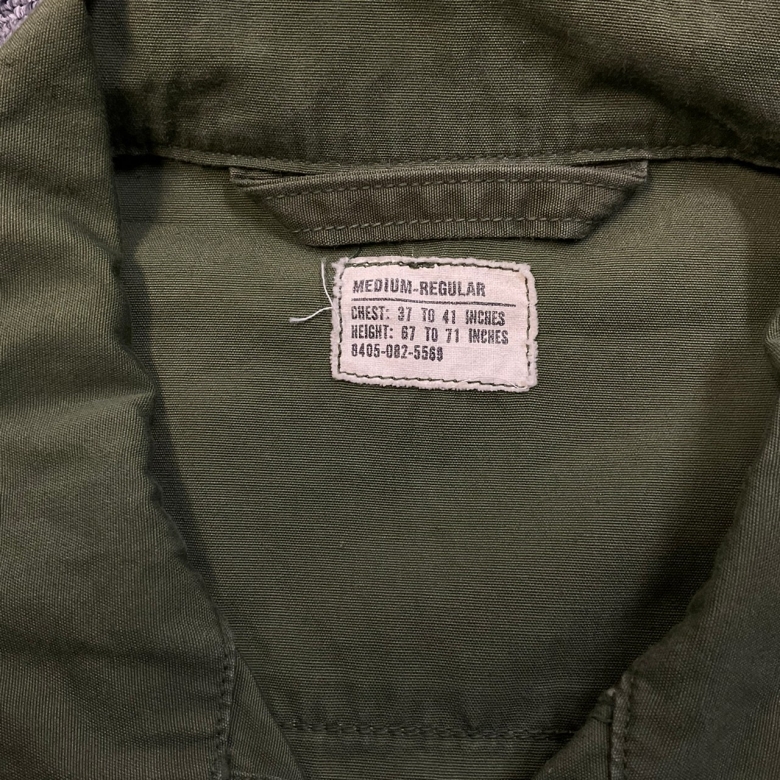 MEDIUM-REGULAR
CHEST: 37 TO 41 INCHES
HEIGHT: 67 TO 71 INCHES
8405-082-5569